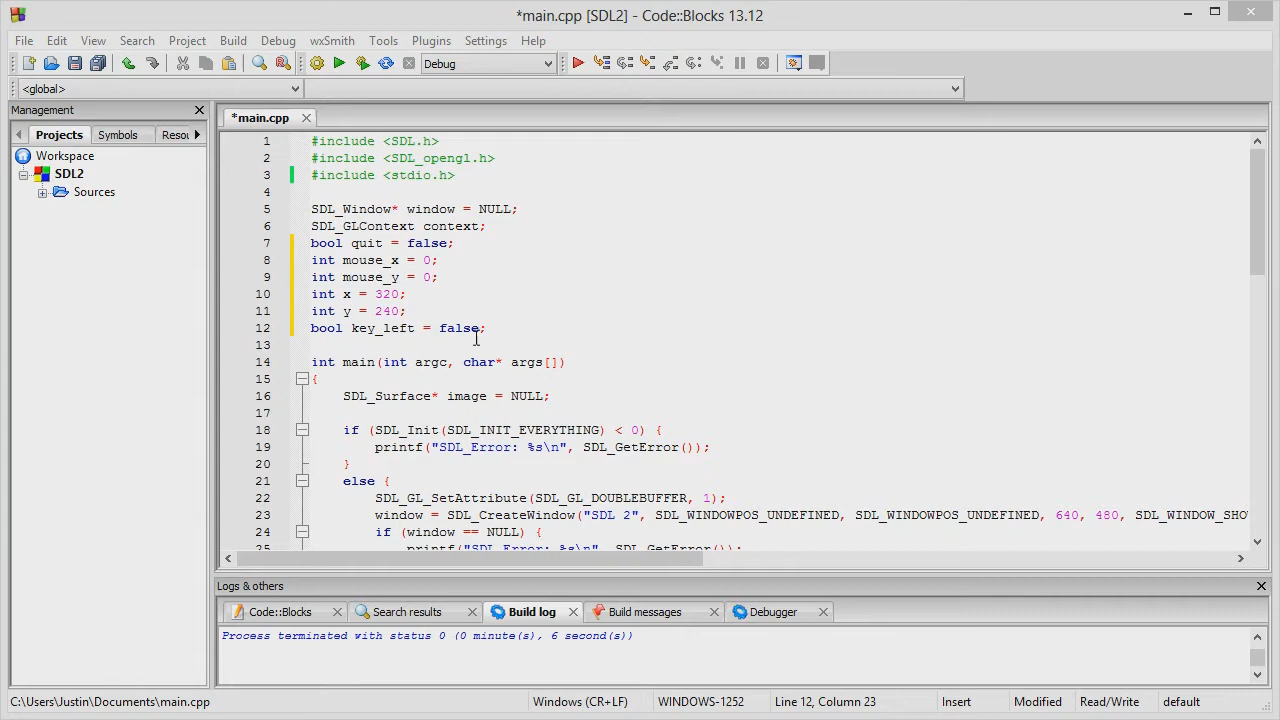 *main.cpp [SDL2] - Code::Blocks 13.12
File Edit View Search Project Build Debug wxSmith Tools Plugins Settings Help
Debug
<global>
Management
Projects Symbols Resou
Workspace
SDL2
Sources
*main.cpp
1 #include <SDL.h>
2 #include <SDL_opengl.h>
3 #include <stdio.h>
4
5 SDL_Window* window = NULL;
6 SDL_GLContext context;
7 bool quit = false;
8 int mouse_x = 0;
9 int mouse_y = 0;
10 int x = 320;
11 int y = 240;
12 bool key_left = false;
13
14 int main(int argc, char* args[])
15 {
16 SDL_Surface* image = NULL;
17
18 if (SDL_Init(SDL_INIT_EVERYTHING) < 0) {
19 printf("SDL_Error: %s\n", SDL_GetError());
20 }
21 else {
22 SDL_GL_SetAttribute(SDL_GL_DOUBLEBUFFER, 1);
23 window = SDL_CreateWindow("SDL 2", SDL_WINDOWPOS_UNDEFINED, SDL_WINDOWPOS_UNDEFINED, 640, 480, SDL_WINDOW_SHO
24 if (window == NULL) {
25 printf("SDL_Error: %s\n", SDL_GetError());
Logs & others
Code::Blocks Search results Build log Build messages Debugger
Process terminated with status 0 (0 minute(s), 6 second(s))
C:\Users\Justin\Documents\main.cpp Windows (CR+LF) WINDOWS-1252 Line 12, Column 23 Insert Modified Read/Write default